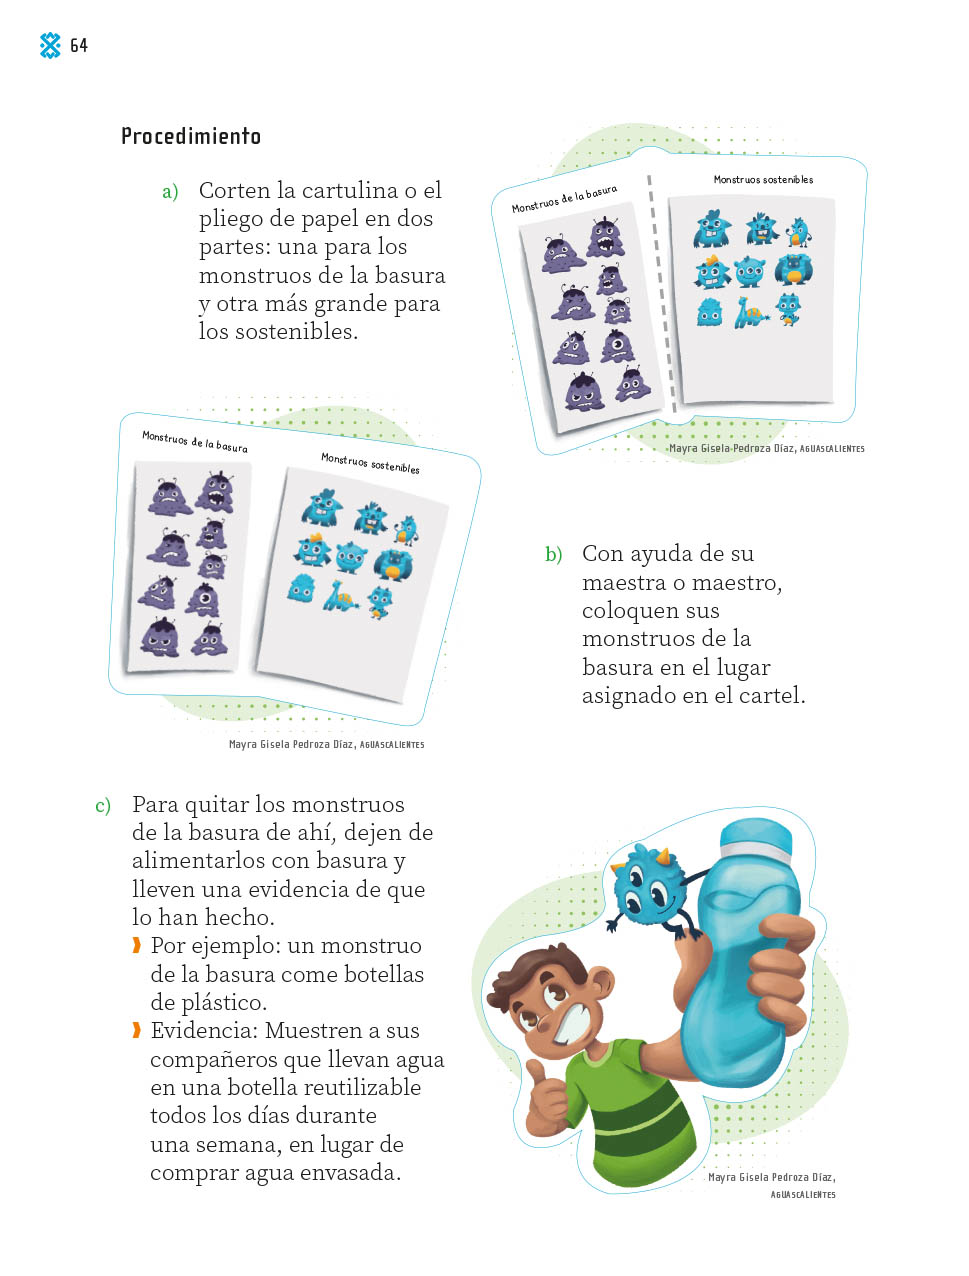 64
Procedimiento
a) Corten la cartulina o el
pliego de papel en dos
partes: una para los
monstruos de la basura
y otra más grande para
los sostenibles.
Monstruos de la basura
Monstruos sostenibles
Mayra Gisela Pedroza Díaz, AGUASCALIENTES
Monstruos de la basura
Monstruos sostenibles
Mayra Gisela Pedroza Díaz, AGUASCALIENTES
b) Con ayuda de su
maestra o maestro,
coloquen sus
monstruos de la
basura en el lugar
asignado en el cartel.
c) Para quitar los monstruos
de la basura de ahí, dejen de
alimentarlos con basura y
lleven una evidencia de que
lo han hecho.
Por ejemplo: un monstruo
de la basura come botellas
de plástico.
Evidencia: Muestren a sus
compañeros que llevan agua
en una botella reutilizable
todos los días durante
una semana, en lugar de
comprar agua envasada.
Mayra Gisela Pedroza Díaz,
AGUASCALIENTES